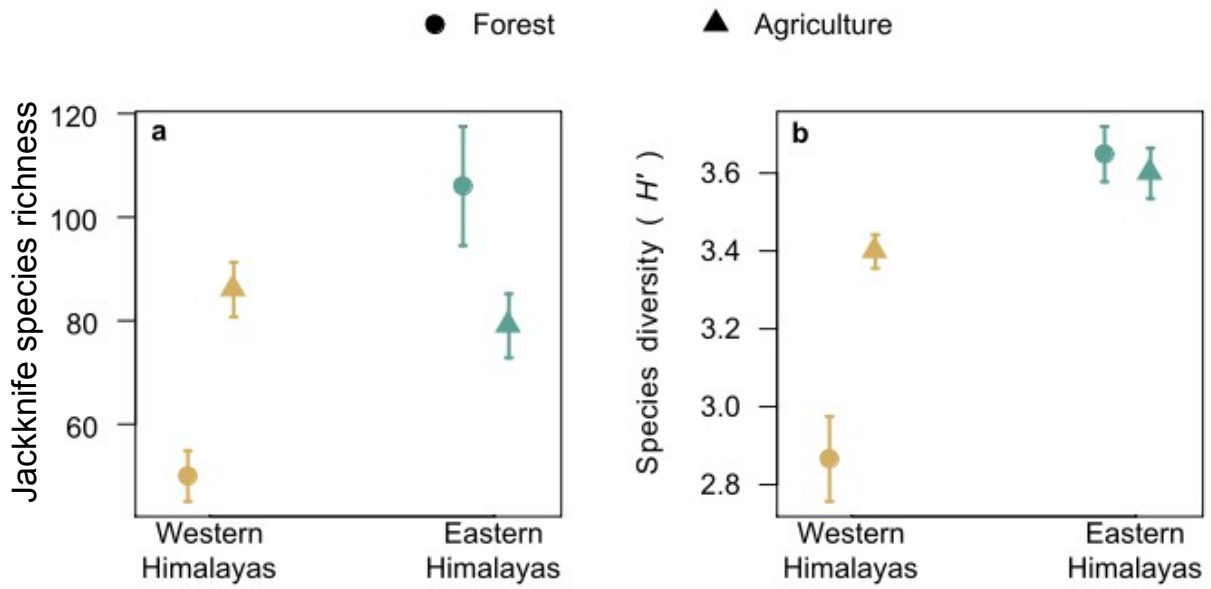 Forest
Agriculture
Jackknife species richness
120
100
80
60
a
Western
Himalayas
Eastern
Himalayas
Species diversity ( H′ )
3.6
3.4
3.2
3.0
2.8
b
Western
Himalayas
Eastern
Himalayas